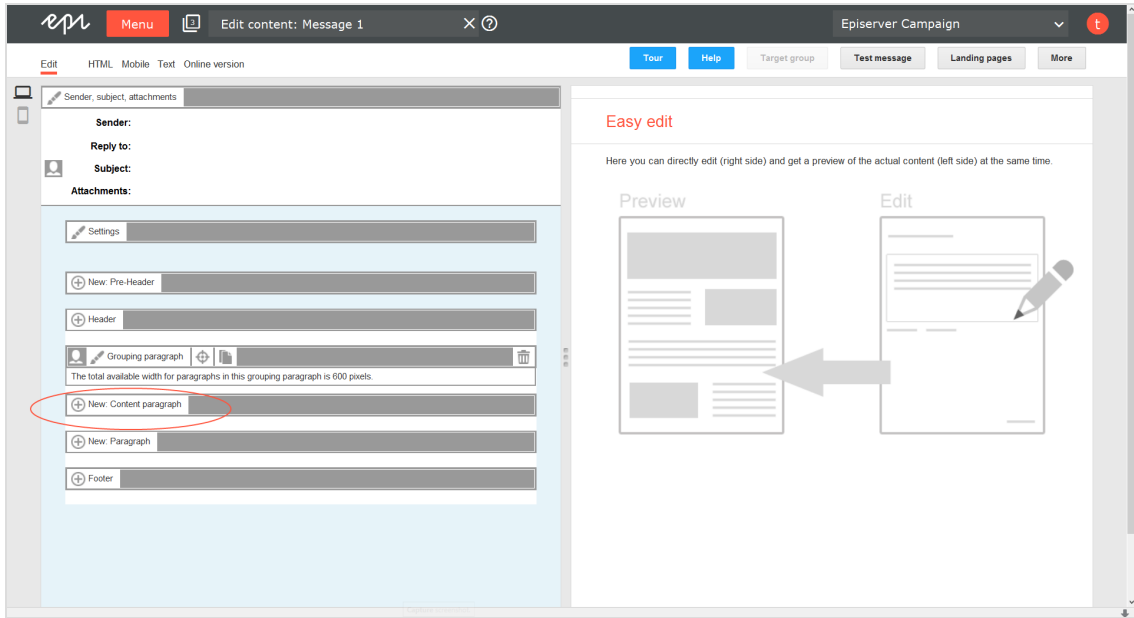 epi Menu 3 Edit content: Message 1 Episerver Campaign t
Edit HTML Mobile Text Online version Tour Help Target group Test message Landing pages More
Sender, subject, attachments
Sender:
Reply to:
Subject:
Attachments:
Settings
New: Pre-Header
Header
Grouping paragraph
The total available width for paragraphs in this grouping paragraph is 600 pixels.
New: Content paragraph
New: Paragraph
Footer
Easy edit
Here you can directly edit (right side) and get a preview of the actual content (left side) at the same time.
Preview Edit